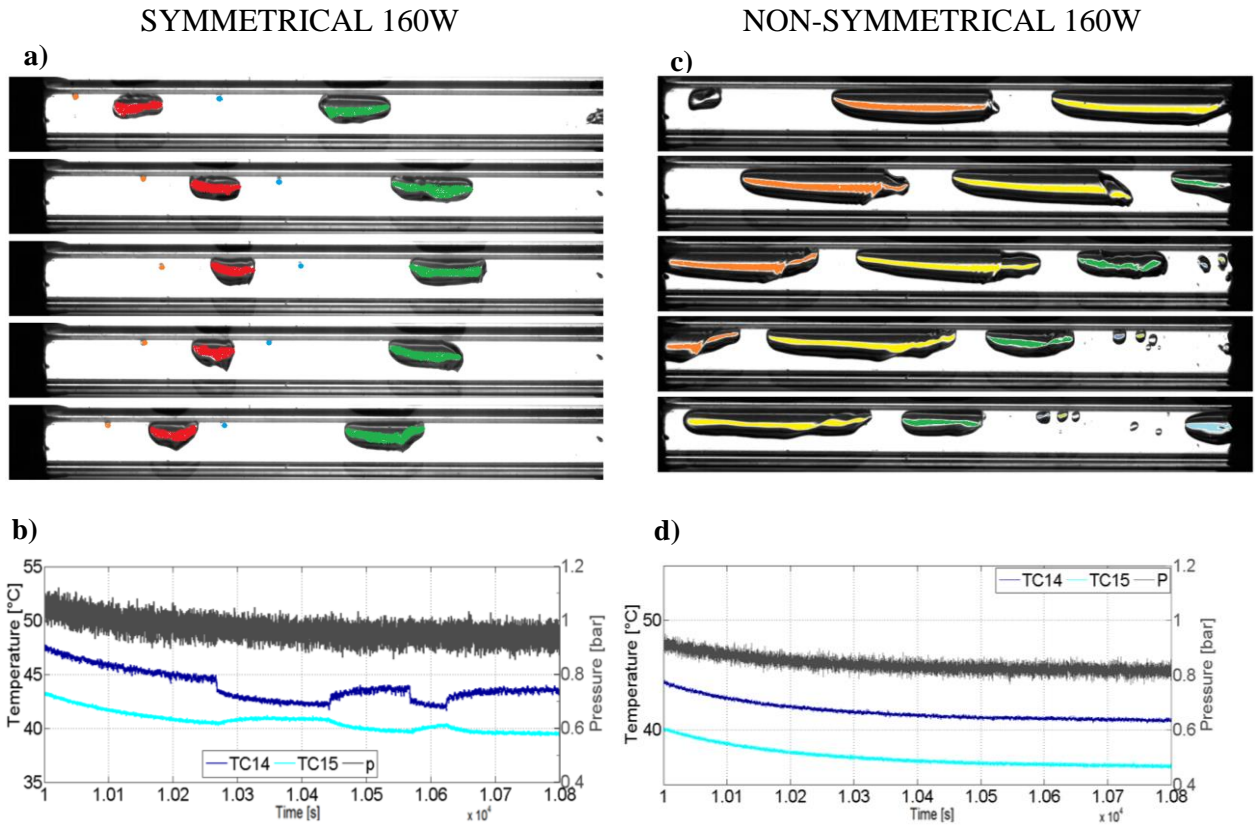 SYMMETRICAL 160W
NON-SYMMETRICAL 160W
a)
c)
b)
Temperature [°C]
55
50
45
40
35
1.2
1
0.8
0.6
0.4
Pressure [bar]
TC14 TC15 p
1 1.01 1.02 1.03 1.04 1.05 1.06 1.07 1.08
Time [s]
x 10⁴
d)
Temperature [°C]
50
40
1.2
1
0.8
0.6
0.4
Pressure [bar]
TC14 TC15 P
1 1.01 1.02 1.03 1.04 1.05 1.06 1.07 1.08
Time [s]
x 10⁴